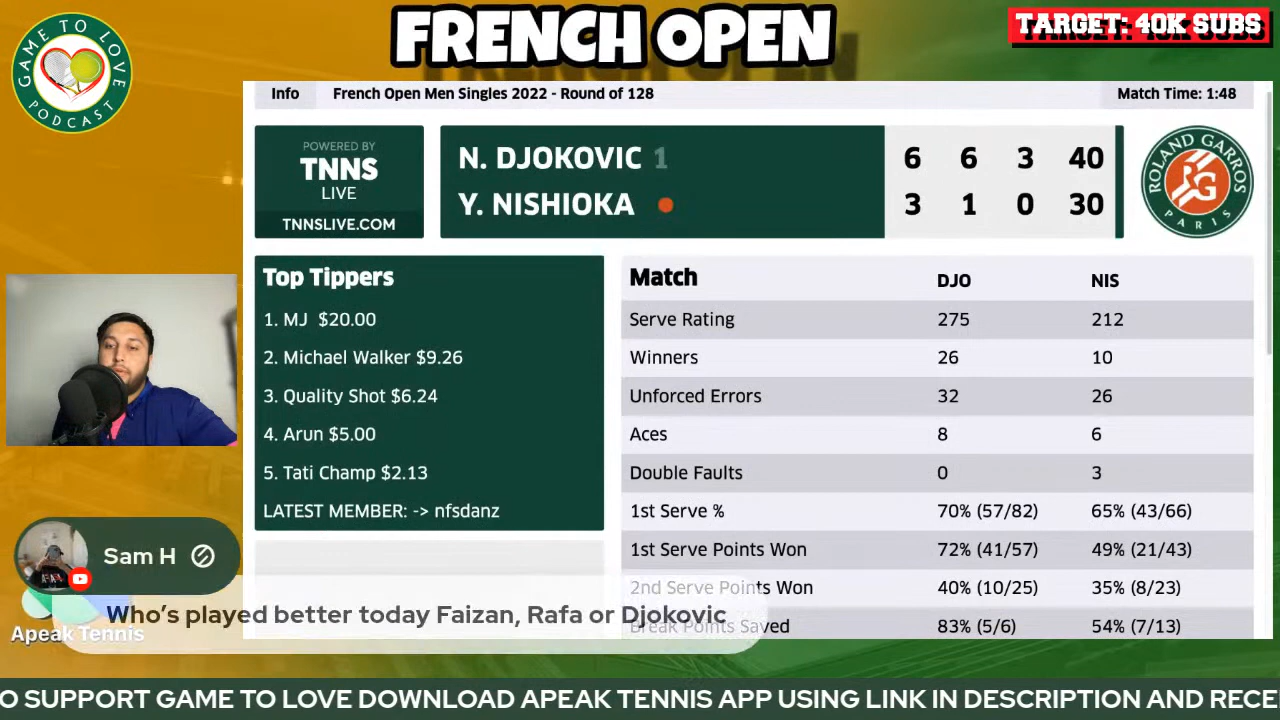 GAME TO LOVE
PODCAST
FRENCH OPEN
TARGET: 40K SUBS
Info French Open Men Singles 2022 - Round of 128 Match Time: 1:48
POWERED BY
TNNS
LIVE
TNNSLIVE.COM
N. DJOKOVIC 1 6 6 3 40
Y. NISHIOKA 3 1 0 30
ROLAND GARROS
PARIS
RG
Top Tippers
1. MJ $20.00
2. Michael Walker $9.26
3. Quality Shot $6.24
4. Arun $5.00
5. Tati Champ $2.13
LATEST MEMBER: -> nfsdanz
Match DJO NIS
Serve Rating 275 212
Winners 26 10
Unforced Errors 32 26
Aces 8 6
Double Faults 0 3
1st Serve % 70% (57/82) 65% (43/66)
1st Serve Points Won 72% (41/57) 49% (21/43)
2nd Serve Points Won 40% (10/25) 35% (8/23)
Break Points Saved 83% (5/6) 54% (7/13)
Sam H
Who's played better today Faizan, Rafa or Djokovic
Apeak Tennis
O SUPPORT GAME TO LOVE DOWNLOAD APEAK TENNIS APP USING LINK IN DESCRIPTION AND RECE